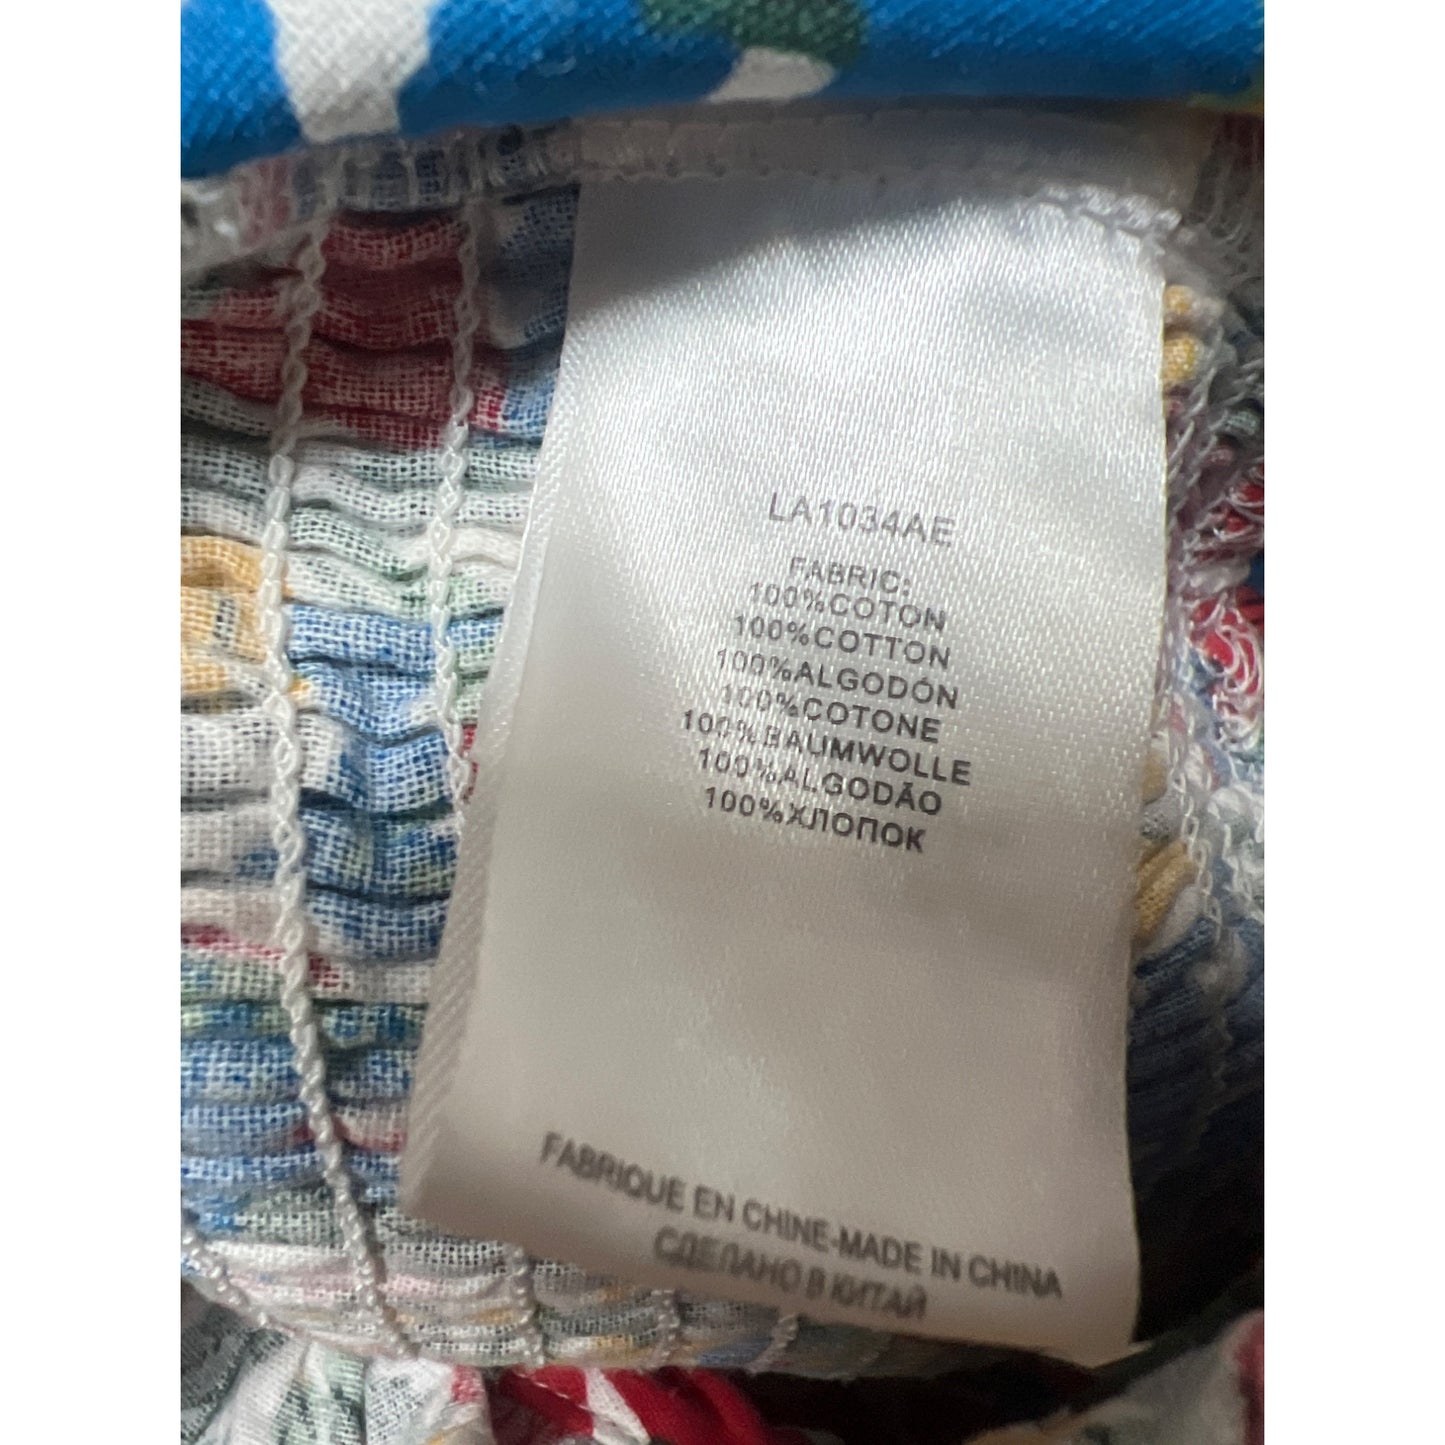 LA1034AE
FABRIC:
100%COTON
100%COTTON
100%ALGODÓN
100%COTONE
100%BAUMWOLLE
100%ALGODÃO
100%ХЛОПОК
FABRIQUE EN CHINE-MADE IN CHINA
СДЕЛАНО В КИТАЙ